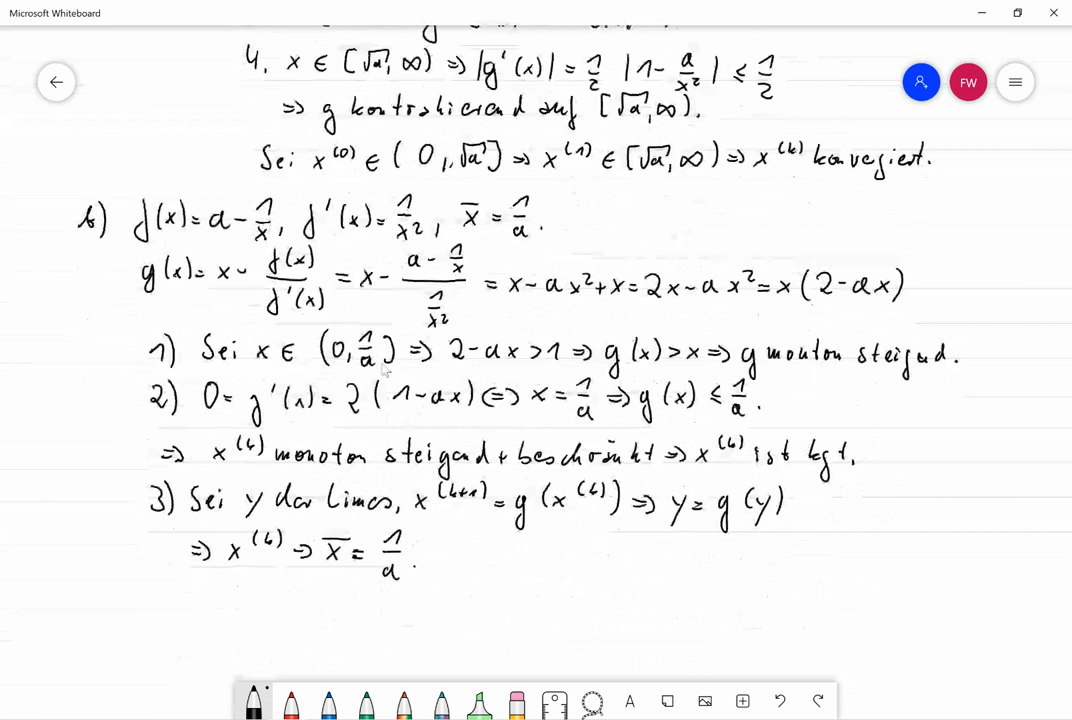 Microsoft Whiteboard
FW
4. x ∈ [√a, ∞) ⇒ |g'(x)| = 1/2 |1 - a/x²| ≤ 1/2
⇒ g kontrahierend auf [√a, ∞).
Sei x^(0) ∈ (0, √a] ⇒ x^(1) ∈ [√a, ∞) ⇒ x^(k) konvegiert.
b) f(x) = a - 1/x, f'(x) = 1/x², x̄ = 1/a.
g(x) = x - f(x)/f'(x) = x - (a - 1/x)/(1/x²) = x - ax² + x = 2x - ax² = x(2 - ax)
1) Sei x ∈ (0, 1/a) ⇒ 2 - ax > 1 ⇒ g(x) > x ⇒ g monton steigend.
2) 0 = g'(x) = 2(1 - ax) ⇔ x = 1/a ⇒ g(x) ≤ 1/a.
⇒ x^(k) monoton steigend + beschränkt ⇒ x^(k) ist kgt.
3) Sei y der Limes, x^(k+1) = g(x^(k)) ⇒ y = g(y)
⇒ x^(k) → x̄ = 1/a.
A